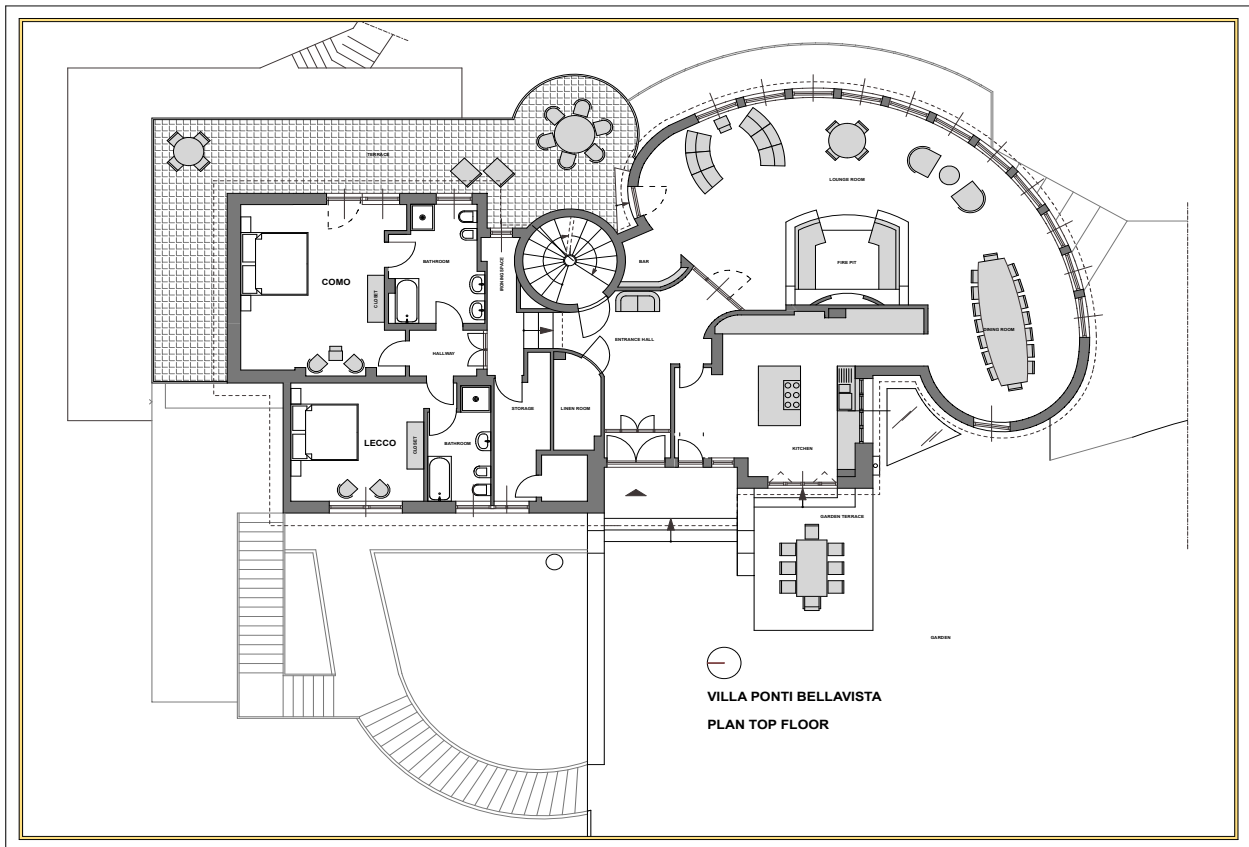 TERRACE
LOUNGE ROOM
BATHROOM
BAR
IRONING SPACE
FIRE PIT
COMO
CLOSET
DINING ROOM
ENTRANCE HALL
HALLWAY
STORAGE
LINEN ROOM
LECCO
CLOSET
BATHROOM
KITCHEN
GARDEN TERRACE
GARDEN
VILLA PONTI BELLAVISTA
PLAN TOP FLOOR